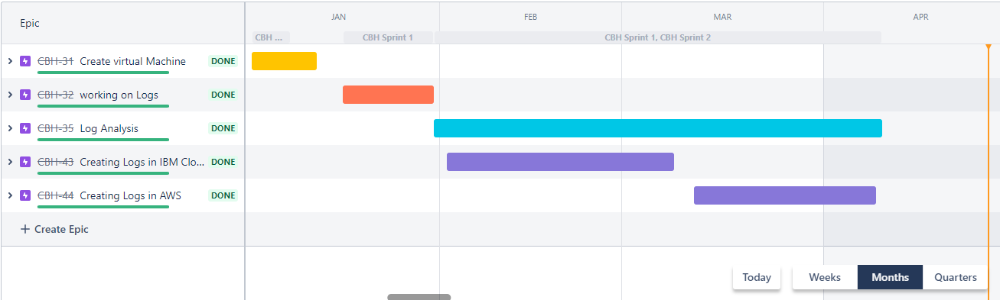 Epic
JAN FEB MAR APR
CBH ... CBH Sprint 1 CBH Sprint 1, CBH Sprint 2
CBH-31 Create virtual Machine DONE
CBH-32 working on Logs DONE
CBH-35 Log Analysis DONE
CBH-43 Creating Logs in IBM Clo... DONE
CBH-44 Creating Logs in AWS DONE
+ Create Epic
Today Weeks Months Quarters